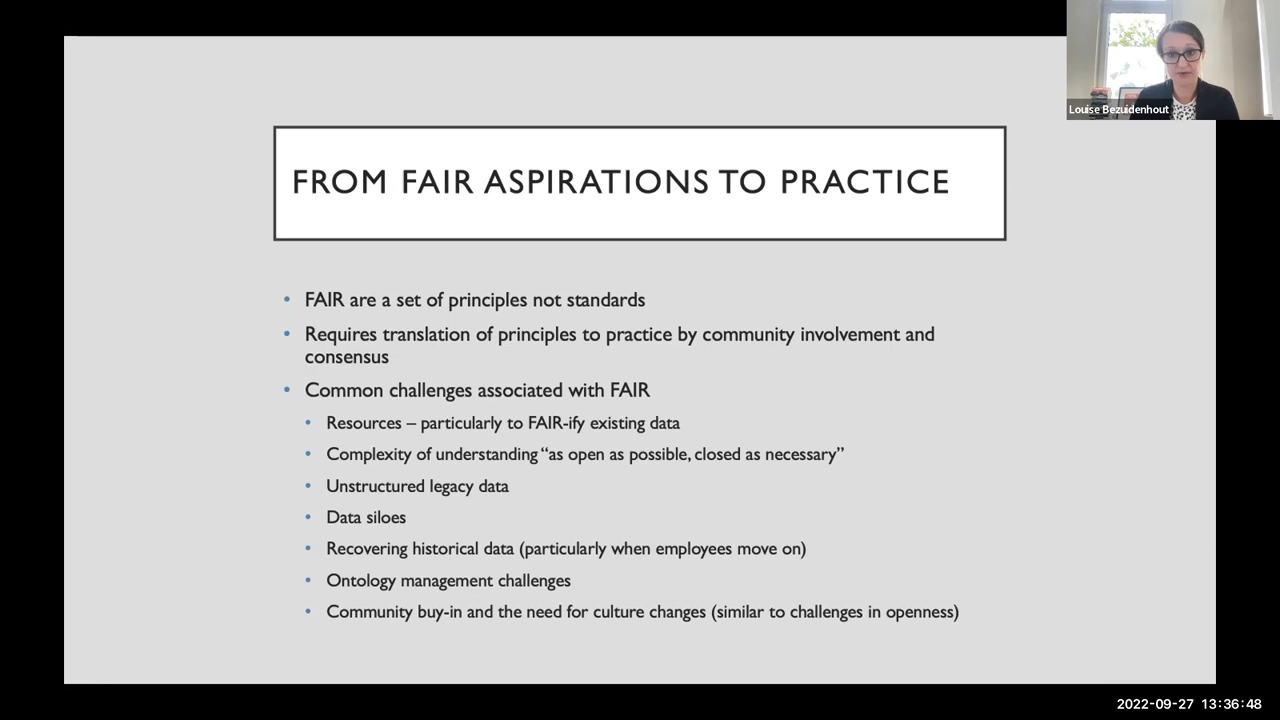 Louise Bezuidenhout
FROM FAIR ASPIRATIONS TO PRACTICE
• FAIR are a set of principles not standards
• Requires translation of principles to practice by community involvement and
consensus
• Common challenges associated with FAIR
• Resources – particularly to FAIR-ify existing data
• Complexity of understanding “as open as possible, closed as necessary”
• Unstructured legacy data
• Data siloes
• Recovering historical data (particularly when employees move on)
• Ontology management challenges
• Community buy-in and the need for culture changes (similar to challenges in openness)
2022-09-27 13:36:48